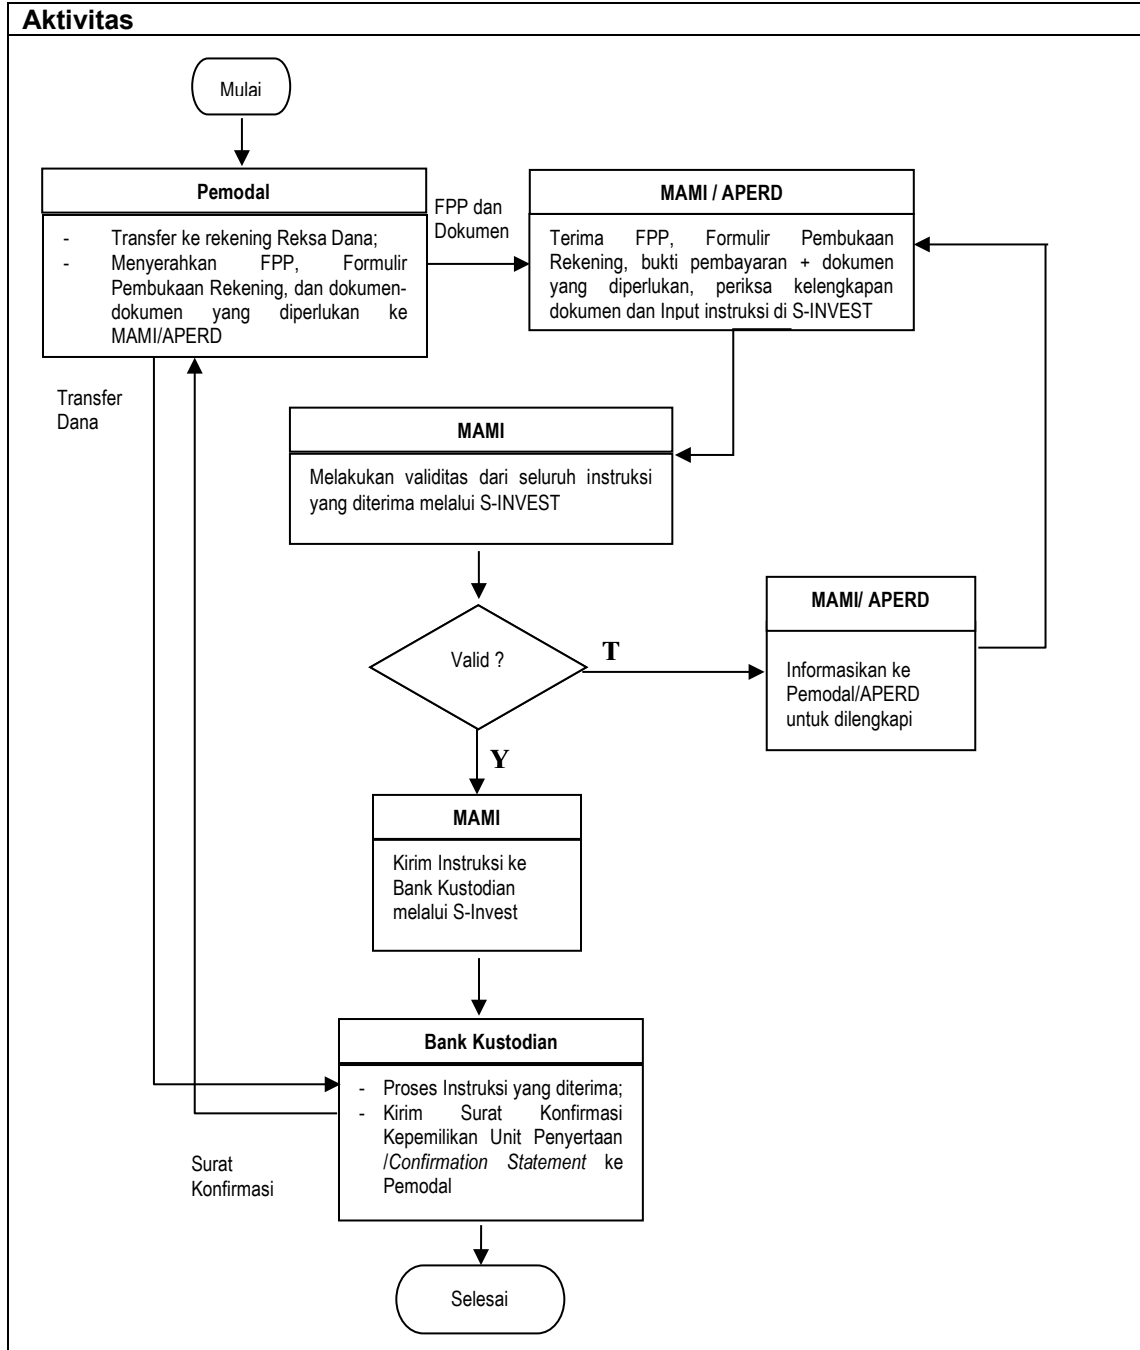 Aktivitas
Mulai
Pemodal
- Transfer ke rekening Reksa Dana;
- Menyerahkan FPP, Formulir
Pembukaan Rekening, dan dokumen-
dokumen yang diperlukan ke
MAMI/APERD
FPP dan
Dokumen
MAMI / APERD
Terima FPP, Formulir Pembukaan
Rekening, bukti pembayaran + dokumen
yang diperlukan, periksa kelengkapan
dokumen dan Input instruksi di S-INVEST
Transfer
Dana
MAMI
Melakukan validitas dari seluruh instruksi
yang diterima melalui S-INVEST
Valid ?
T
MAMI/ APERD
Informasikan ke
Pemodal/APERD
untuk dilengkapi
Y
MAMI
Kirim Instruksi ke
Bank Kustodian
melalui S-Invest
Bank Kustodian
- Proses Instruksi yang diterima;
- Kirim Surat Konfirmasi
Kepemilikan Unit Penyertaan
/Confirmation Statement ke
Pemodal
Surat
Konfirmasi
Selesai